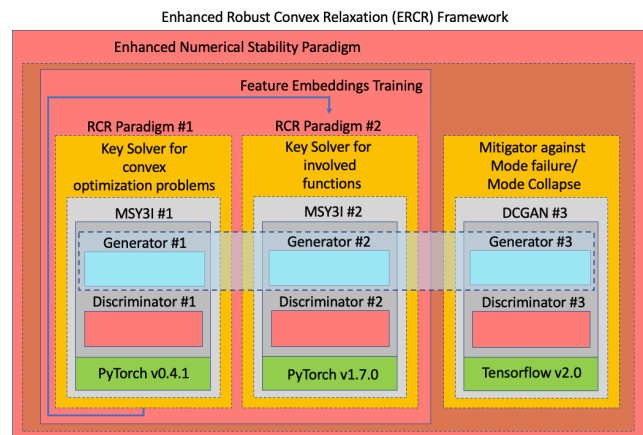 Enhanced Robust Convex Relaxation (ERCR) Framework
Enhanced Numerical Stability Paradigm
Feature Embeddings Training
RCR Paradigm #1
Key Solver for
convex
optimization problems
MSY3I #1
Generator #1
Discriminator #1
PyTorch v0.4.1
RCR Paradigm #2
Key Solver for
involved
functions
MSY3I #2
Generator #2
Discriminator #2
PyTorch v1.7.0
Mitigator against
Mode failure/
Mode Collapse
DCGAN #3
Generator #3
Discriminator #3
Tensorflow v2.0